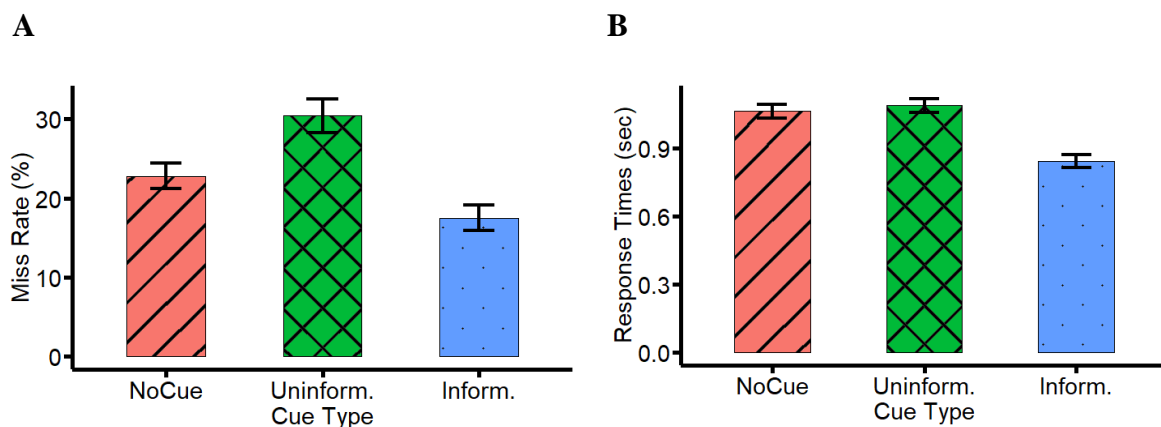 A
Miss Rate (%)
30
20
10
0
NoCue Uninform. Inform.
Cue Type
B
Response Times (sec)
0.9
0.6
0.3
0.0
NoCue Uninform. Inform.
Cue Type